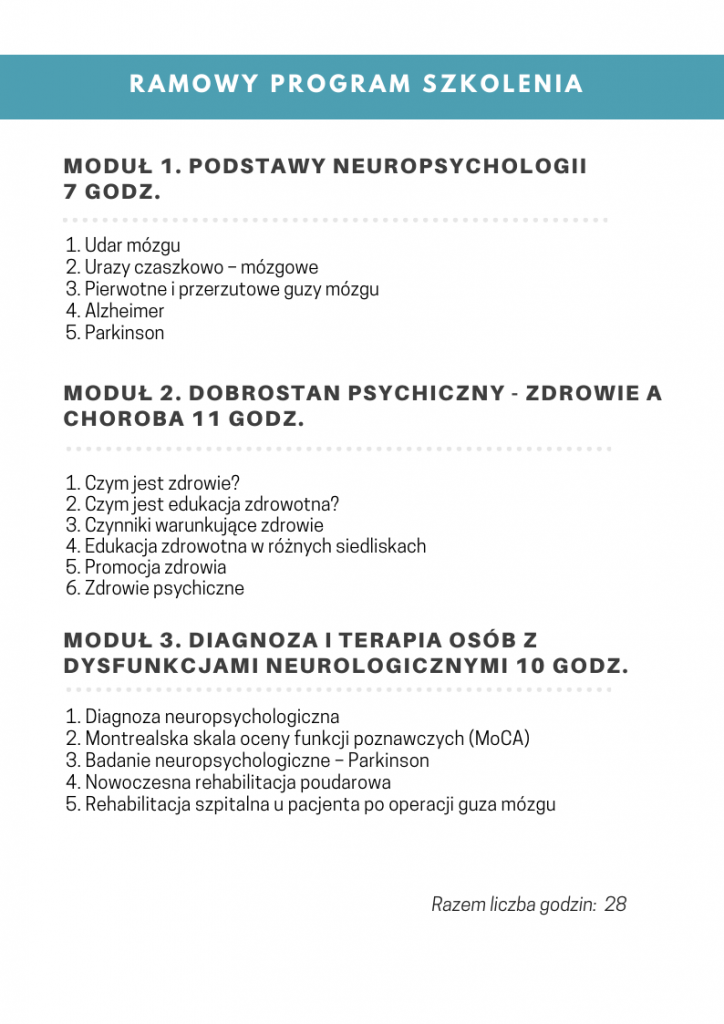 RAMOWY PROGRAM SZKOLENIA
MODUŁ 1. PODSTAWY NEUROPSYCHOLOGII
7 GODZ.
1. Udar mózgu
2. Urazy czaszkowo – mózgowe
3. Pierwotne i przerzutowe guzy mózgu
4. Alzheimer
5. Parkinson
MODUŁ 2. DOBROSTAN PSYCHICZNY - ZDROWIE A
CHOROBA 11 GODZ.
1. Czym jest zdrowie?
2. Czym jest edukacja zdrowotna?
3. Czynniki warunkujące zdrowie
4. Edukacja zdrowotna w różnych siedliskach
5. Promocja zdrowia
6. Zdrowie psychiczne
MODUŁ 3. DIAGNOZA I TERAPIA OSÓB Z
DYSFUNKCJAMI NEUROLOGICZNYMI 10 GODZ.
1. Diagnoza neuropsychologiczna
2. Montrealska skala oceny funkcji poznawczych (MoCA)
3. Badanie neuropsychologiczne – Parkinson
4. Nowoczesna rehabilitacja poudarowa
5. Rehabilitacja szpitalna u pacjenta po operacji guza mózgu
Razem liczba godzin: 28